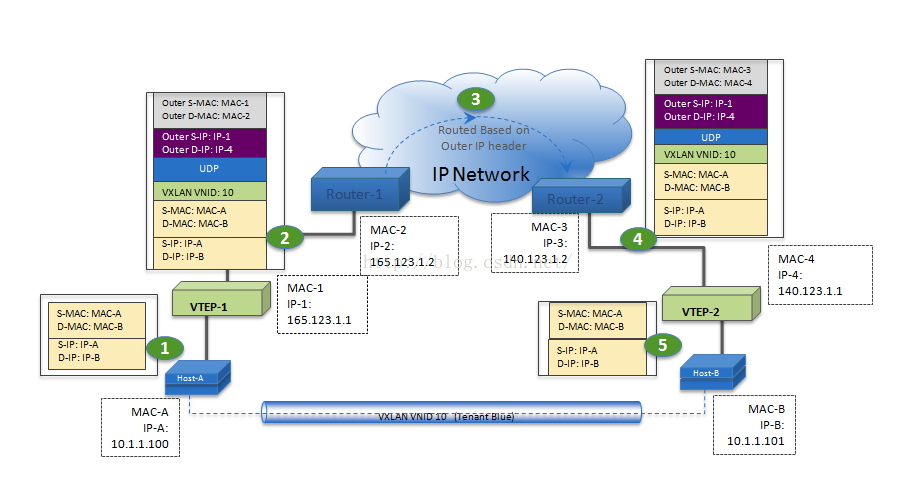 Outer S-MAC: MAC-1
Outer D-MAC: MAC-2
Outer S-IP: IP-1
Outer D-IP: IP-4
UDP
VXLAN VNID: 10
S-MAC: MAC-A
D-MAC: MAC-B
S-IP: IP-A
D-IP: IP-B
2
3
Routed Based on
Outer IP header
IP Network
Router-1
Router-2
Outer S-MAC: MAC-3
Outer D-MAC: MAC-4
Outer S-IP: IP-1
Outer D-IP: IP-4
UDP
VXLAN VNID: 10
S-MAC: MAC-A
D-MAC: MAC-B
S-IP: IP-A
D-IP: IP-B
4
MAC-2
IP-2:
165.123.1.2
MAC-3
IP-3:
140.123.1.2
http://blog.csdn.net/
MAC-1
IP-1:
165.123.1.1
MAC-4
IP-4:
140.123.1.1
VTEP-1
VTEP-2
S-MAC: MAC-A
D-MAC: MAC-B
S-IP: IP-A
D-IP: IP-B
1
S-MAC: MAC-A
D-MAC: MAC-B
S-IP: IP-A
D-IP: IP-B
5
Host-A
Host-B
MAC-A
IP-A:
10.1.1.100
VXLAN VNID 10 (Tenant Blue)
MAC-B
IP-B:
10.1.1.101